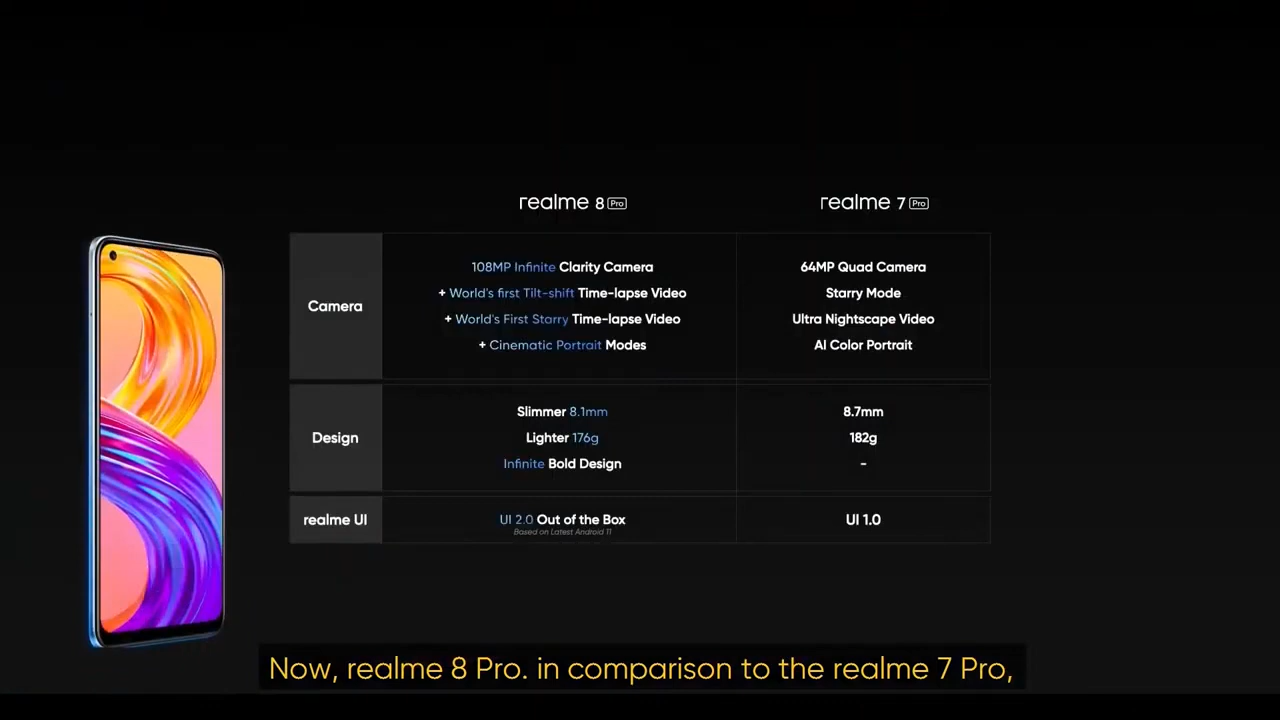 realme 8 Pro
realme 7 Pro
Camera
108MP Infinite Clarity Camera
+ World's first Tilt-shift Time-lapse Video
+ World's First Starry Time-lapse Video
+ Cinematic Portrait Modes
64MP Quad Camera
Starry Mode
Ultra Nightscape Video
AI Color Portrait
Design
Slimmer 8.1mm
Lighter 176g
Infinite Bold Design
8.7mm
182g
-
realme UI
UI 2.0 Out of the Box
Based on Latest Android 11
UI 1.0
Now, realme 8 Pro. in comparison to the realme 7 Pro,